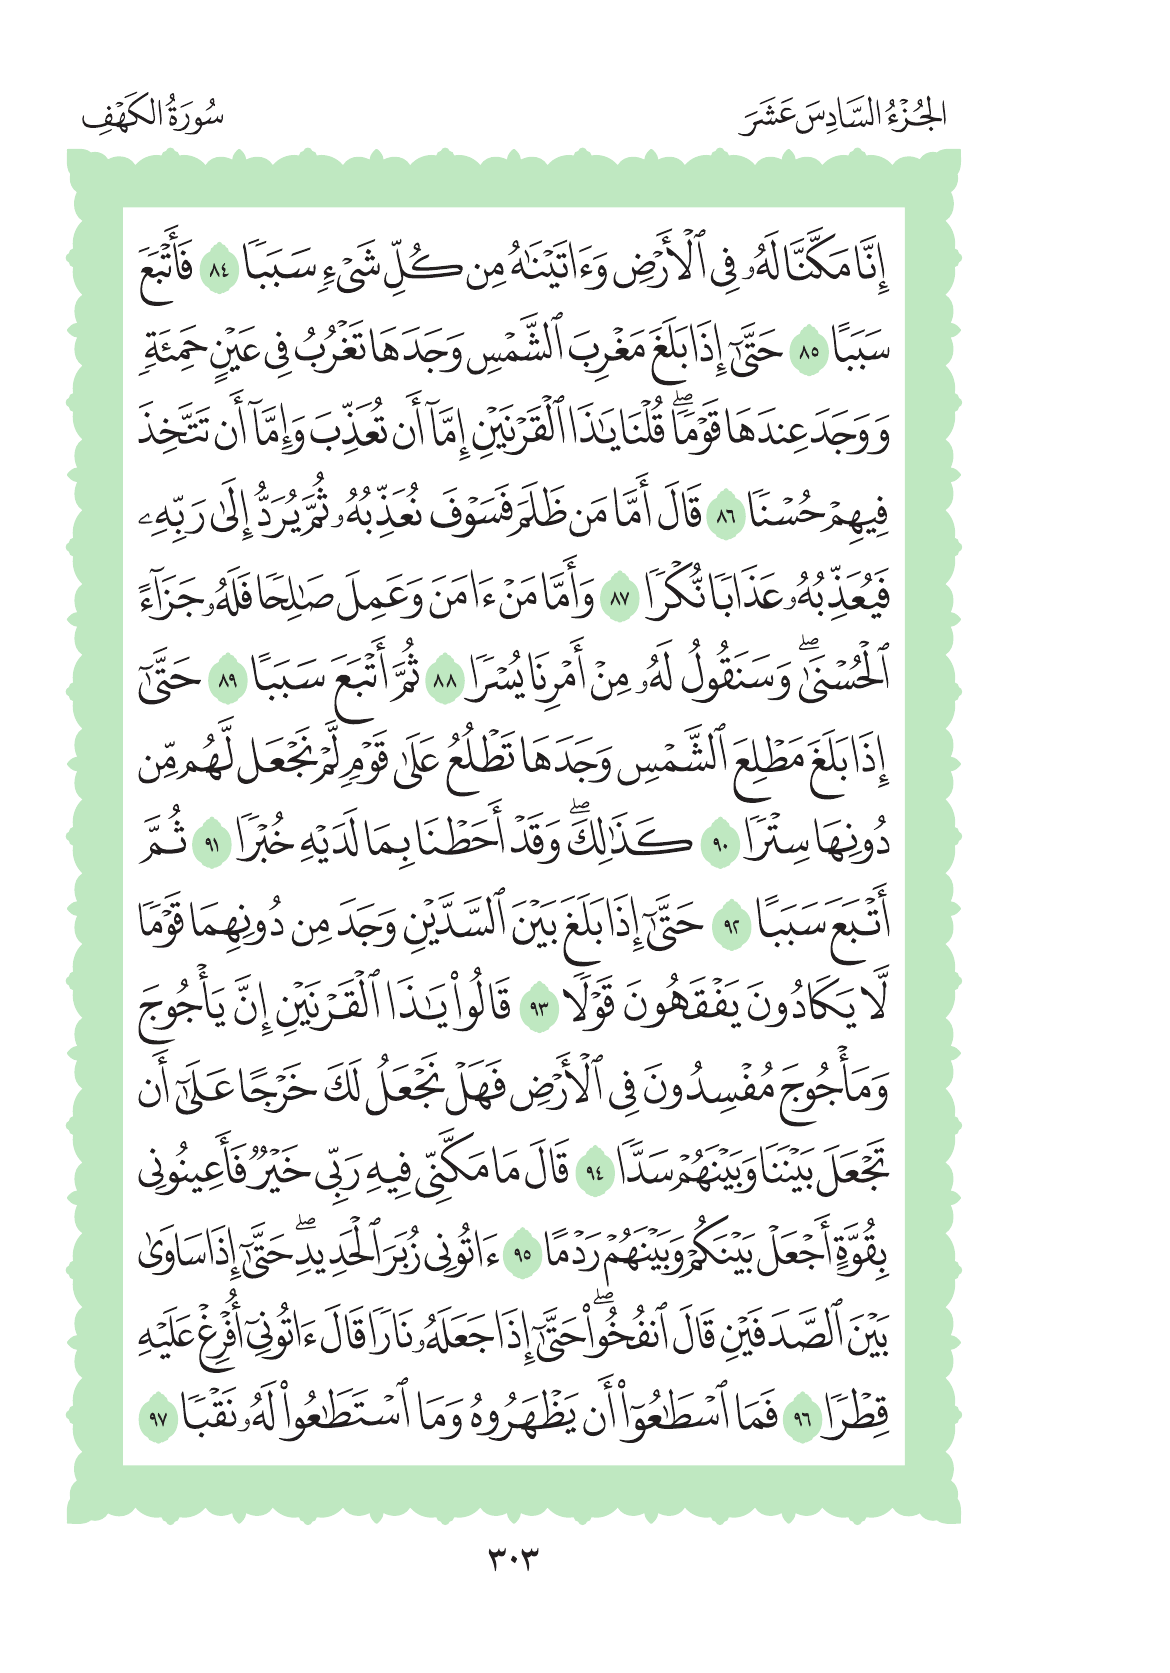 الجُزْءُ السَّادِسَ عَشَرَ
سُورَةُ الكَهْفِ
إِنَّا مَكَّنَّا لَهُۥ فِي ٱلْأَرْضِ وَءَاتَيْنَٰهُ مِن كُلِّ شَيْءٍ سَبَبًا ٨٤ فَأَتْبَعَ
سَبَبًا ٨٥ حَتَّىٰٓ إِذَا بَلَغَ مَغْرِبَ ٱلشَّمْسِ وَجَدَهَا تَغْرُبُ فِي عَيْنٍ حَمِئَةٍ
وَوَجَدَ عِندَهَا قَوْمًاۖ قُلْنَا يَٰذَا ٱلْقَرْنَيْنِ إِمَّآ أَن تُعَذِّبَ وَإِمَّآ أَن تَتَّخِذَ
فِيهِمْ حُسْنًا ٨٦ قَالَ أَمَّا مَن ظَلَمَ فَسَوْفَ نُعَذِّبُهُۥ ثُمَّ يُرَدُّ إِلَىٰ رَبِّهِۦ
فَيُعَذِّبُهُۥ عَذَابًا نُّكْرًا ٨٧ وَأَمَّا مَنْ ءَامَنَ وَعَمِلَ صَٰلِحًا فَلَهُۥ جَزَآءً
ٱلْحُسْنَىٰۖ وَسَنَقُولُ لَهُۥ مِنْ أَمْرِنَا يُسْرًا ٨٨ ثُمَّ أَتْبَعَ سَبَبًا ٨٩ حَتَّىٰٓ
إِذَا بَلَغَ مَطْلِعَ ٱلشَّمْسِ وَجَدَهَا تَطْلُعُ عَلَىٰ قَوْمٍ لَّمْ نَجْعَل لَّهُم مِّن
دُونِهَا سِتْرًا ٩٠ كَذَٰلِكَۖ وَقَدْ أَحَطْنَا بِمَا لَدَيْهِ خُبْرًا ٩١ ثُمَّ
أَتْبَعَ سَبَبًا ٩٢ حَتَّىٰٓ إِذَا بَلَغَ بَيْنَ ٱلسَّدَّيْنِ وَجَدَ مِن دُونِهِمَا قَوْمًا
لَّا يَكَادُونَ يَفْقَهُونَ قَوْلًا ٩٣ قَالُوا۟ يَٰذَا ٱلْقَرْنَيْنِ إِنَّ يَأْجُوجَ
وَمَأْجُوجَ مُفْسِدُونَ فِي ٱلْأَرْضِ فَهَلْ نَجْعَلُ لَكَ خَرْجًا عَلَىٰٓ أَن
تَجْعَلَ بَيْنَنَا وَبَيْنَهُمْ سَدًّا ٩٤ قَالَ مَا مَكَّنِّي فِيهِ رَبِّي خَيْرٌ فَأَعِينُونِي
بِقُوَّةٍ أَجْعَلْ بَيْنَكُمْ وَبَيْنَهُمْ رَدْمًا ٩٥ ءَاتُونِي زُبَرَ ٱلْحَدِيدِۖ حَتَّىٰٓ إِذَا سَاوَىٰ
بَيْنَ ٱلصَّدَفَيْنِ قَالَ ٱنفُخُوا۟ۖ حَتَّىٰٓ إِذَا جَعَلَهُۥ نَارًا قَالَ ءَاتُونِيٓ أُفْرِغْ عَلَيْهِ
قِطْرًا ٩٦ فَمَا ٱسْطَٰعُوٓا۟ أَن يَظْهَرُوهُ وَمَا ٱسْتَطَٰعُوا۟ لَهُۥ نَقْبًا ٩٧
٣٠٣